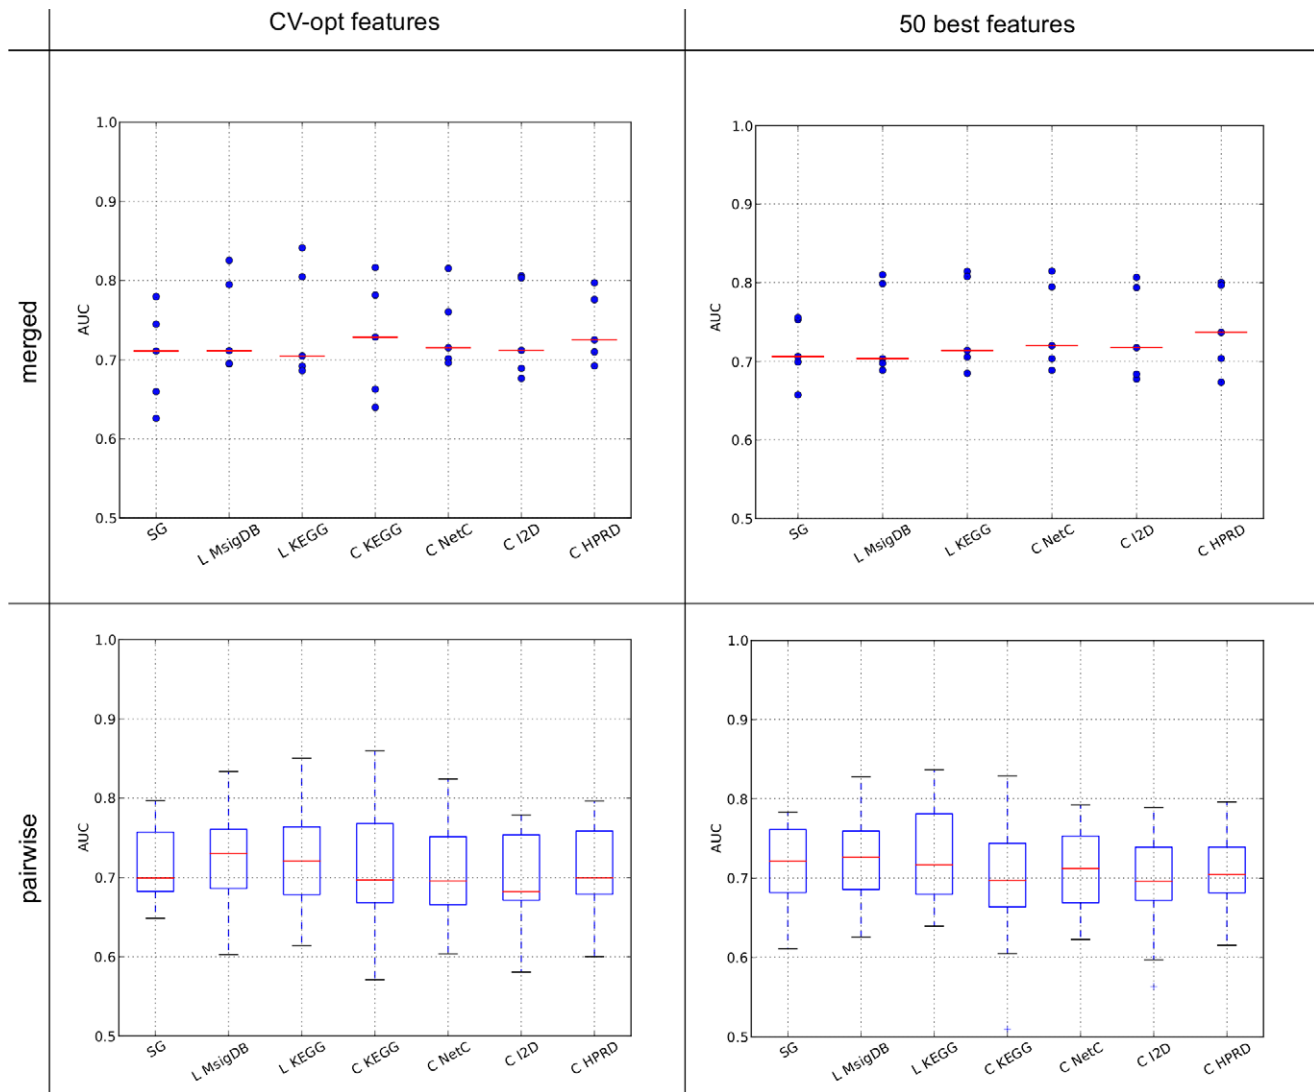 CV-opt features
50 best features
merged
1.0
0.9
0.8
0.7
0.6
0.5
AUC
SG
L MsigDB
L KEGG
C KEGG
C NetC
C I2D
C HPRD
1.0
0.9
0.8
0.7
0.6
0.5
AUC
SG
L MsigDB
L KEGG
C NetC
C I2D
C HPRD
pairwise
1.0
0.9
0.8
0.7
0.6
0.5
AUC
SG
L MsigDB
L KEGG
C KEGG
C NetC
C I2D
C HPRD
1.0
0.9
0.8
0.7
0.6
0.5
AUC
SG
L MsigDB
L KEGG
C KEGG
C NetC
C I2D
C HPRD